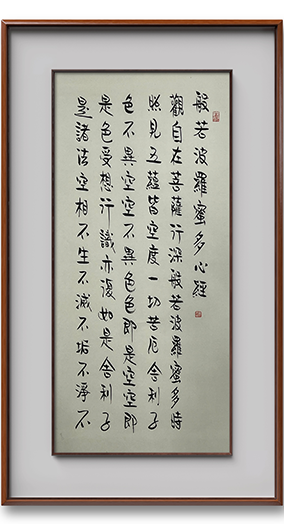 般若波羅蜜多心經
觀自在菩薩行深般若波羅蜜多時
照見五蘊皆空度一切苦厄舍利子
色不異空空不異色色即是空空即
是色受想行識亦復如是舍利子
是諸法空相不生不滅不垢不淨不